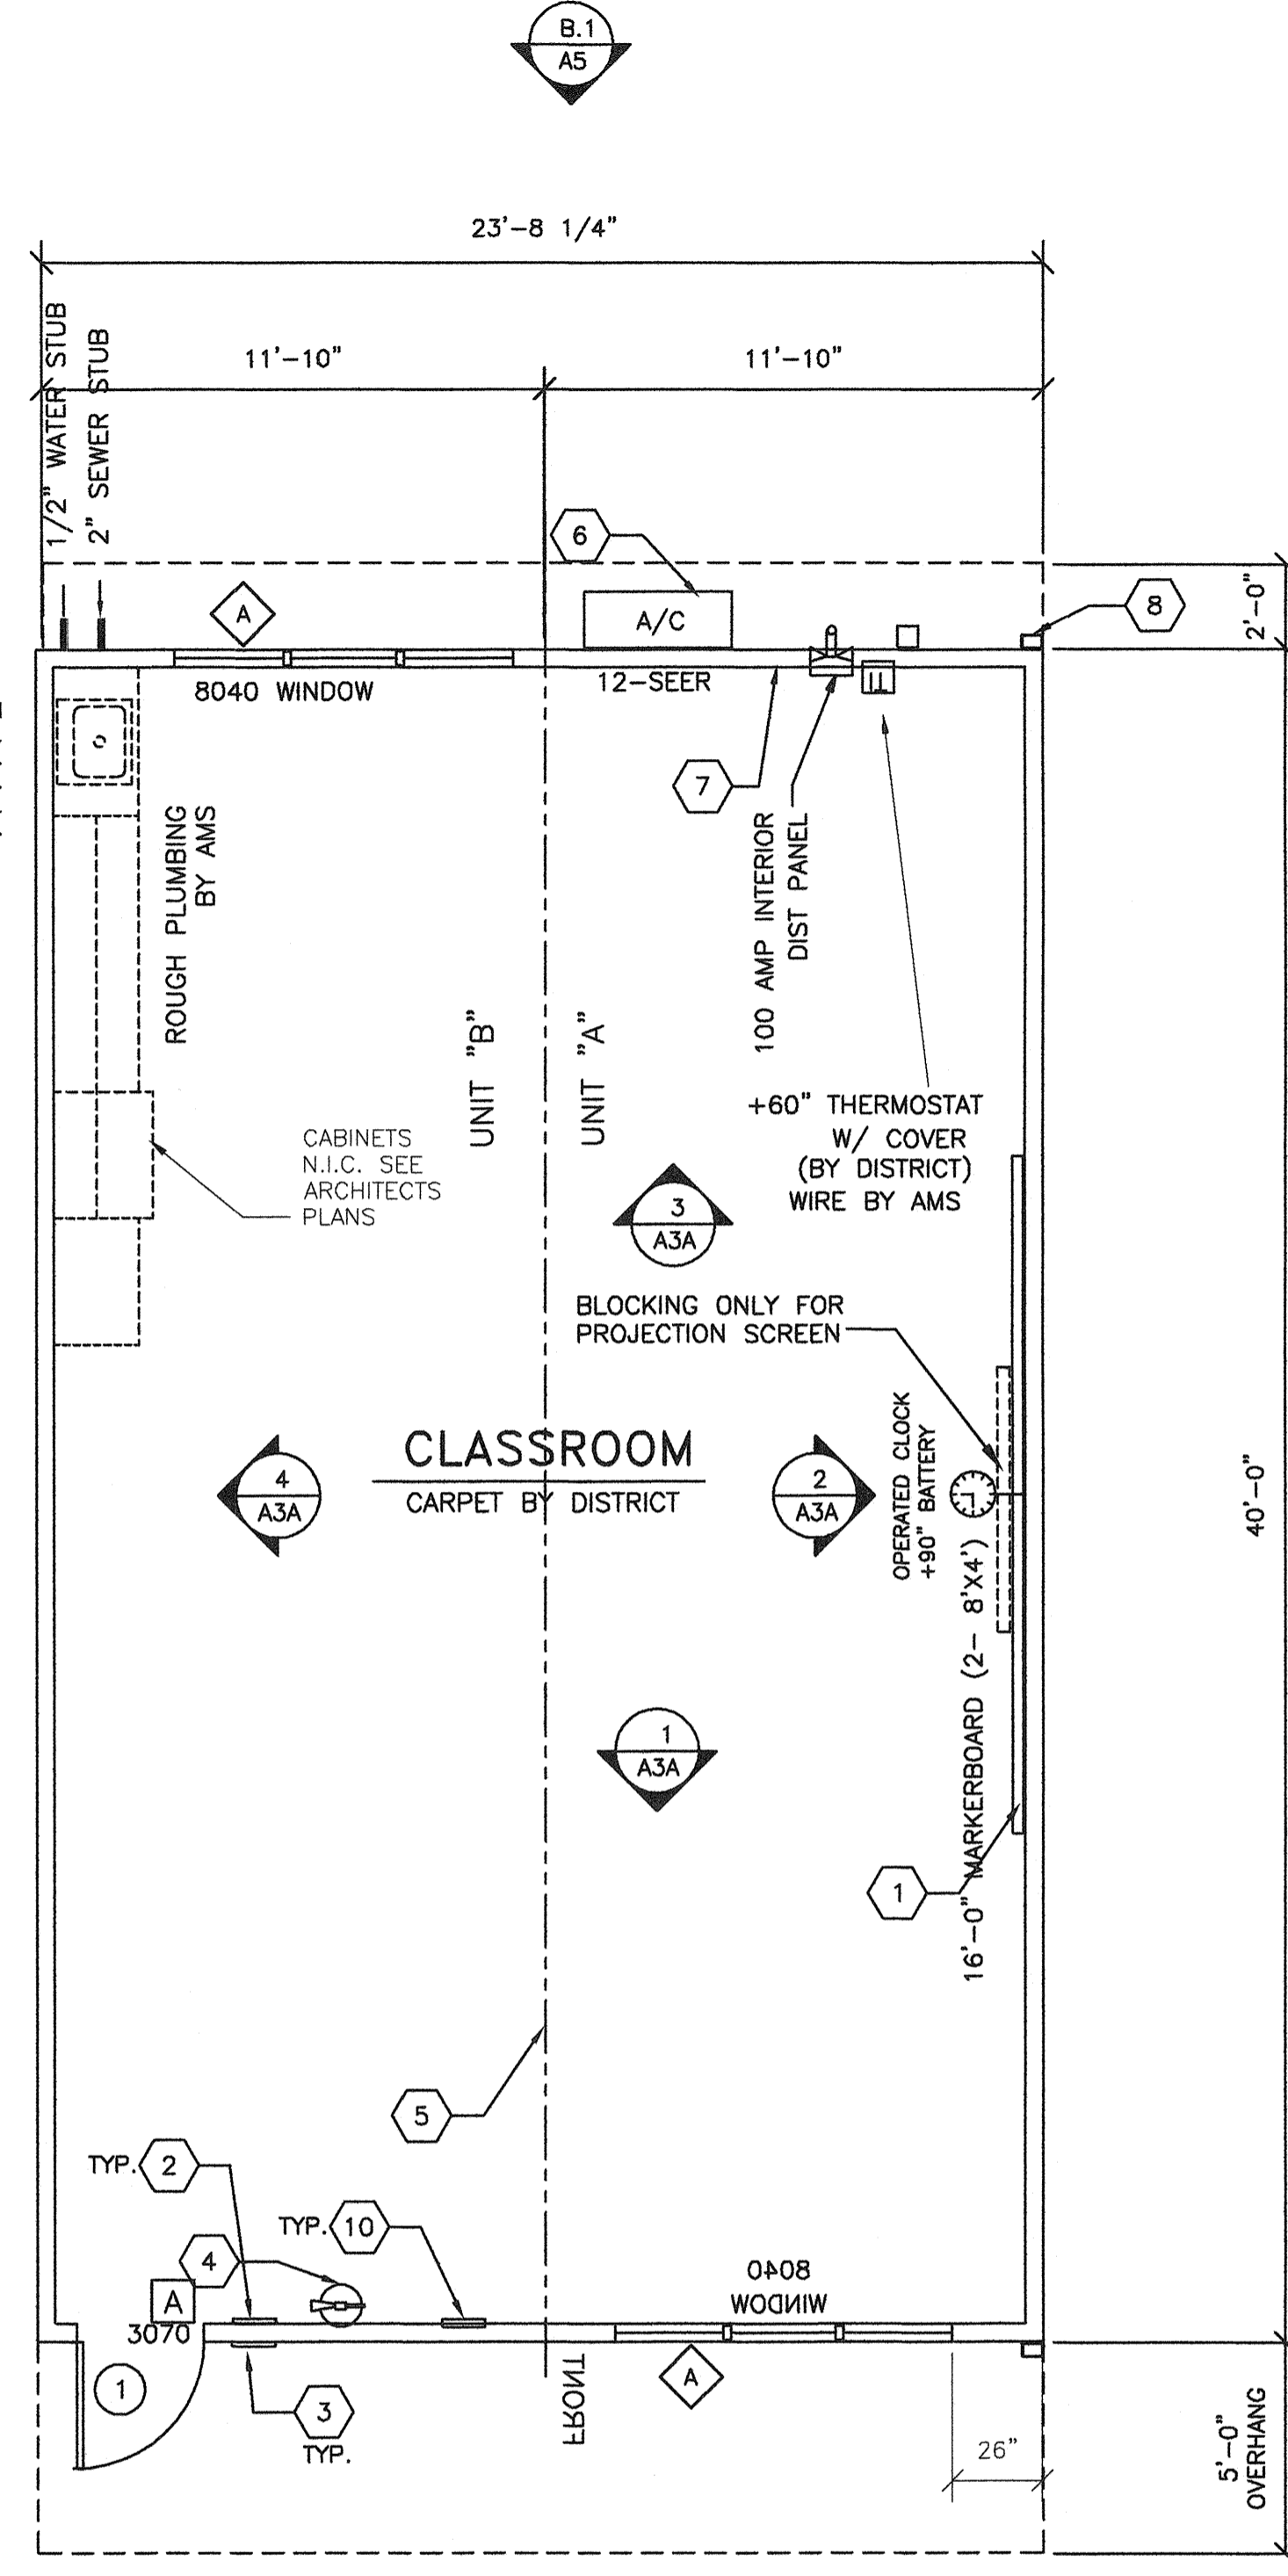 B.1
A5
23'-8 1/4"
11'-10"
11'-10"
1/2" WATER STUB
2" SEWER STUB
6
A
A/C
8
2'-0"
8040 WINDOW
12-SEER
7
ROUGH PLUMBING
BY AMS
100 AMP INTERIOR
DIST PANEL
UNIT "B"
UNIT "A"
+60" THERMOSTAT
W/ COVER
(BY DISTRICT)
WIRE BY AMS
CABINETS
N.I.C. SEE
ARCHITECTS
PLANS
3
A3A
BLOCKING ONLY FOR
PROJECTION SCREEN
CLASSROOM
CARPET BY DISTRICT
4
A3A
2
A3A
OPERATED CLOCK
+90" BATTERY
40'-0"
16'-0" MARKERBOARD (2- 8'X4')
1
A3A
1
5
TYP. 2
TYP. 10
4
A
3070
8040
WINDOW
1
3
TYP.
FRONT
A
26"
5'-0"
OVERHANG